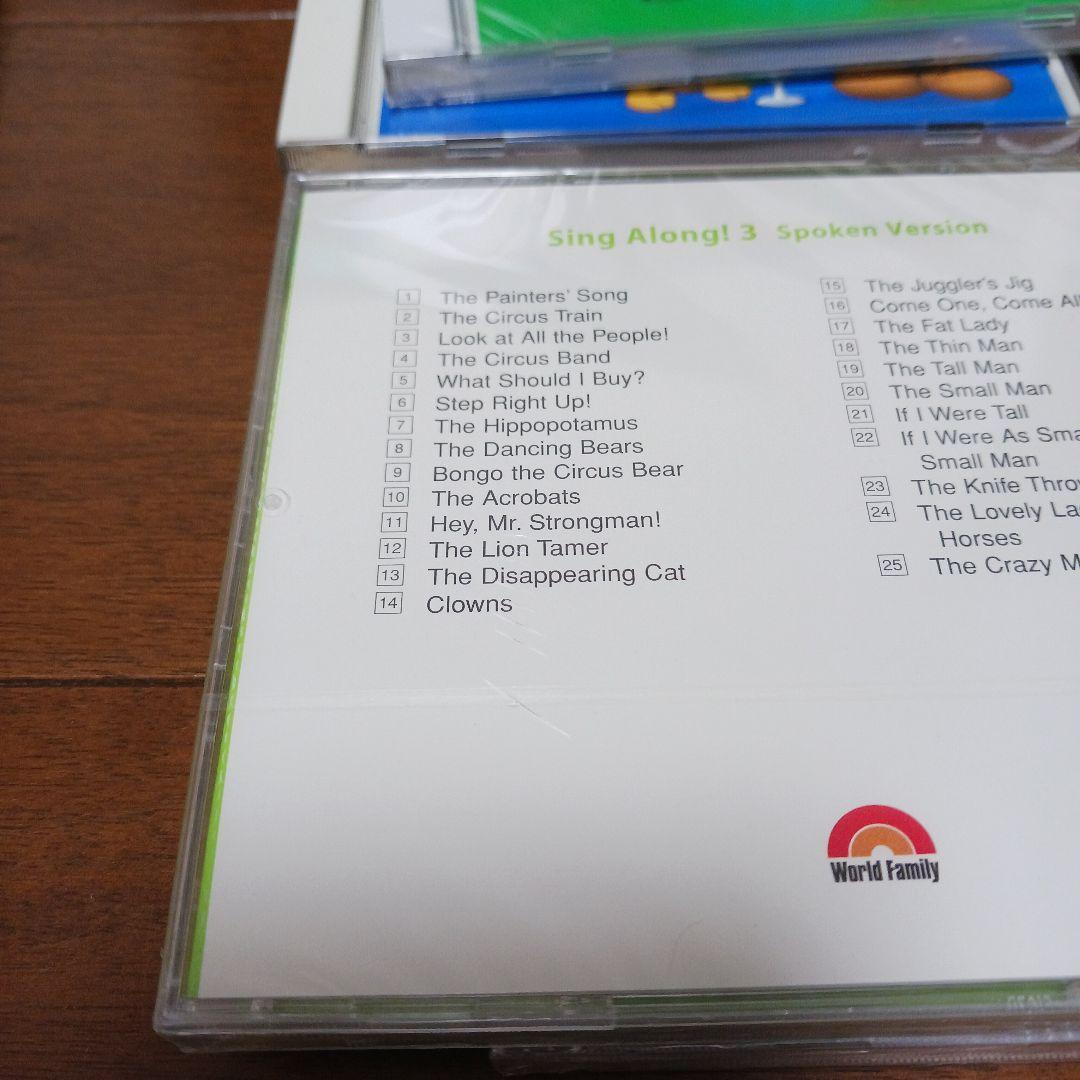 Sing Along! 3 Spoken Version
1 The Painters' Song
2 The Circus Train
3 Look at All the People!
4 The Circus Band
5 What Should I Buy?
6 Step Right Up!
7 The Hippopotamus
8 The Dancing Bears
9 Bongo the Circus Bear
10 The Acrobats
11 Hey, Mr. Strongman!
12 The Lion Tamer
13 The Disappearing Cat
14 Clowns
15 The Juggler's Jig
16 Come One, Come All
17 The Fat Lady
18 The Thin Man
19 The Tall Man
20 The Small Man
21 If I Were Tall
22 If I Were As
Small Man
23 The Knife
24 The Lovely
Horses
25 The Crazy
World Family